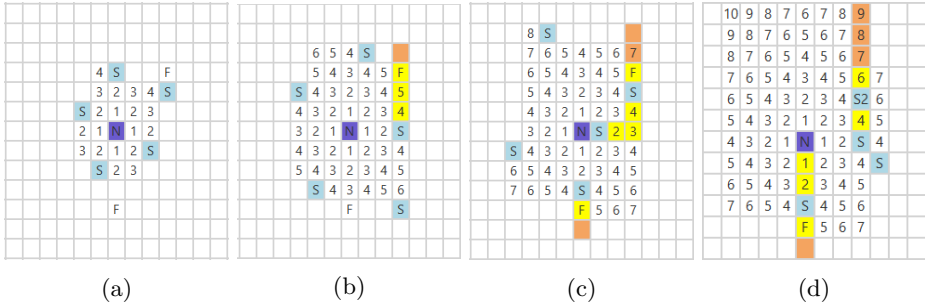 4 S F
3 2 3 4 S
S 2 1 2 3
2 1 N 1 2
3 2 1 2 S
S 2 3
F
(a)
6 5 4 S
5 4 3 4 5 F
S 4 3 2 3 4 5
4 3 2 1 2 3 4
3 2 1 N 1 2 S
4 3 2 1 2 3 4
5 4 3 2 3 4 5
S 4 3 4 5 6
F S
(b)
8 S
7 6 5 4 5 6 7
6 5 4 3 4 5 F
5 4 3 2 3 4 S
4 3 2 1 2 3 4
3 2 1 N S 2 3
S 4 3 2 1 2 3 4
6 5 4 3 2 3 4 5
7 6 5 4 S 4 5 6
F 5 6 7
(c)
10 9 8 7 6 7 8 9
9 8 7 6 5 6 7 8
8 7 6 5 4 5 6 7
7 6 5 4 3 4 5 6 7
6 5 4 3 2 3 4 S2 6
5 4 3 2 1 2 3 4 5
4 3 2 1 N 1 2 S 4
5 4 3 2 1 2 3 4 S
6 5 4 3 2 3 4 5
7 6 5 4 S 4 5 6
F 5 6 7
(d)